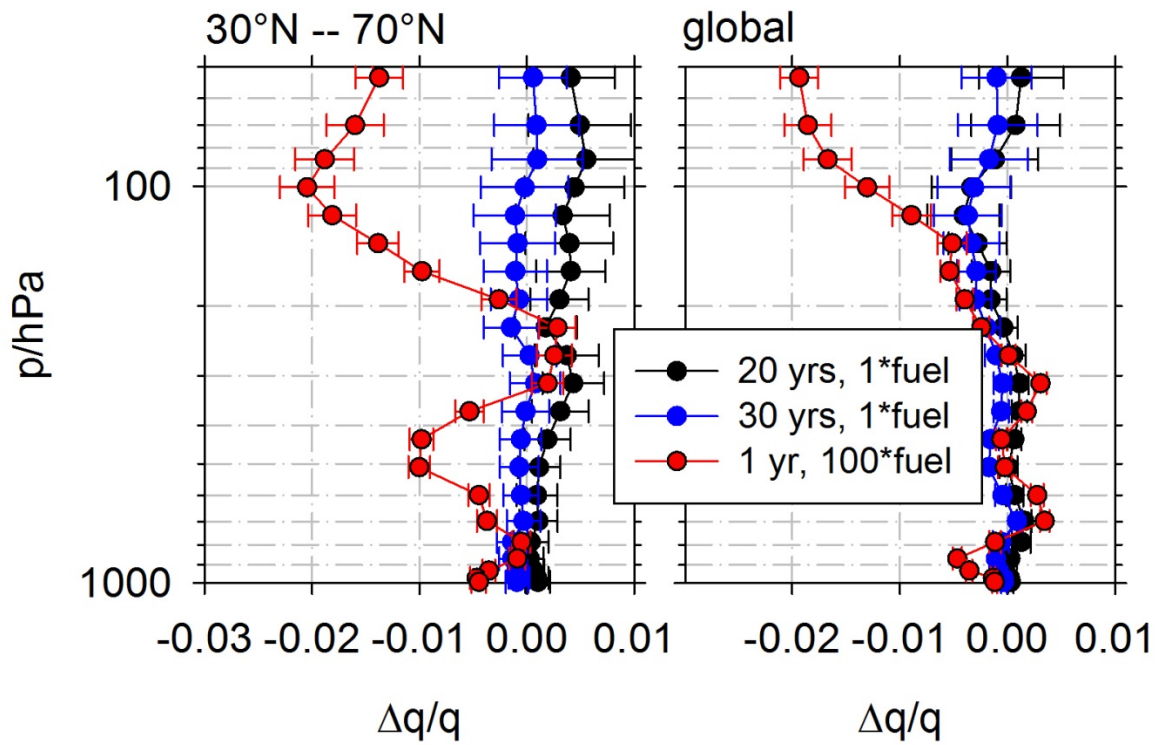 30°N -- 70°N
global
p/hPa
100
1000
20 yrs, 1*fuel
30 yrs, 1*fuel
1 yr, 100*fuel
-0.03 -0.02 -0.01 0.00 0.01
-0.02 -0.01 0.00 0.01
Δq/q
Δq/q